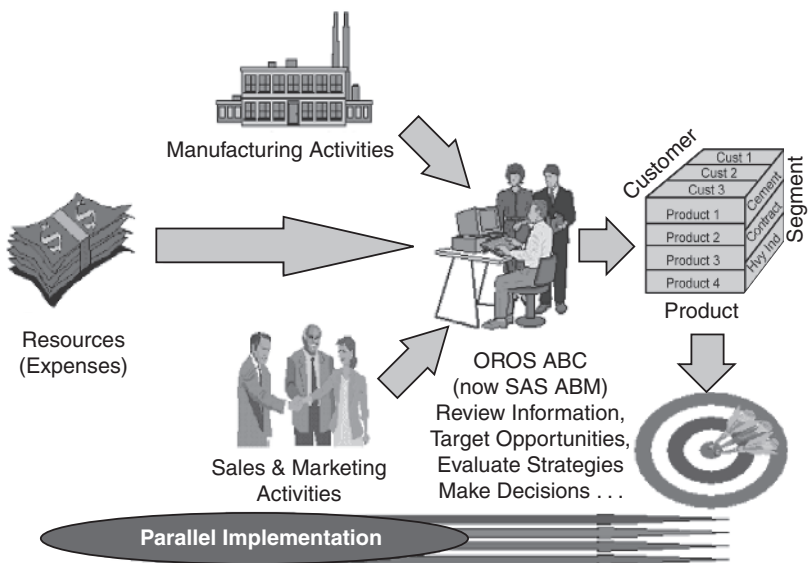 Manufacturing Activities
Resources
(Expenses)
Sales & Marketing
Activities
OROS ABC
(now SAS ABM)
Review Information,
Target Opportunities,
Evaluate Strategies
Make Decisions . . .
Customer
Cust 1
Cust 2
Cust 3
Product 1
Product 2
Product 3
Product 4
Cement
Contract
Hvy Ind
Segment
Product
Parallel Implementation